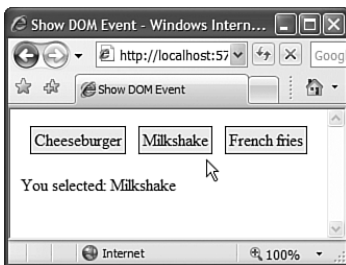 Show DOM Event - Windows Intern...
http://localhost:57
Goog
Show DOM Event
Cheeseburger Milkshake French fries
You selected: Milkshake
Internet 100%